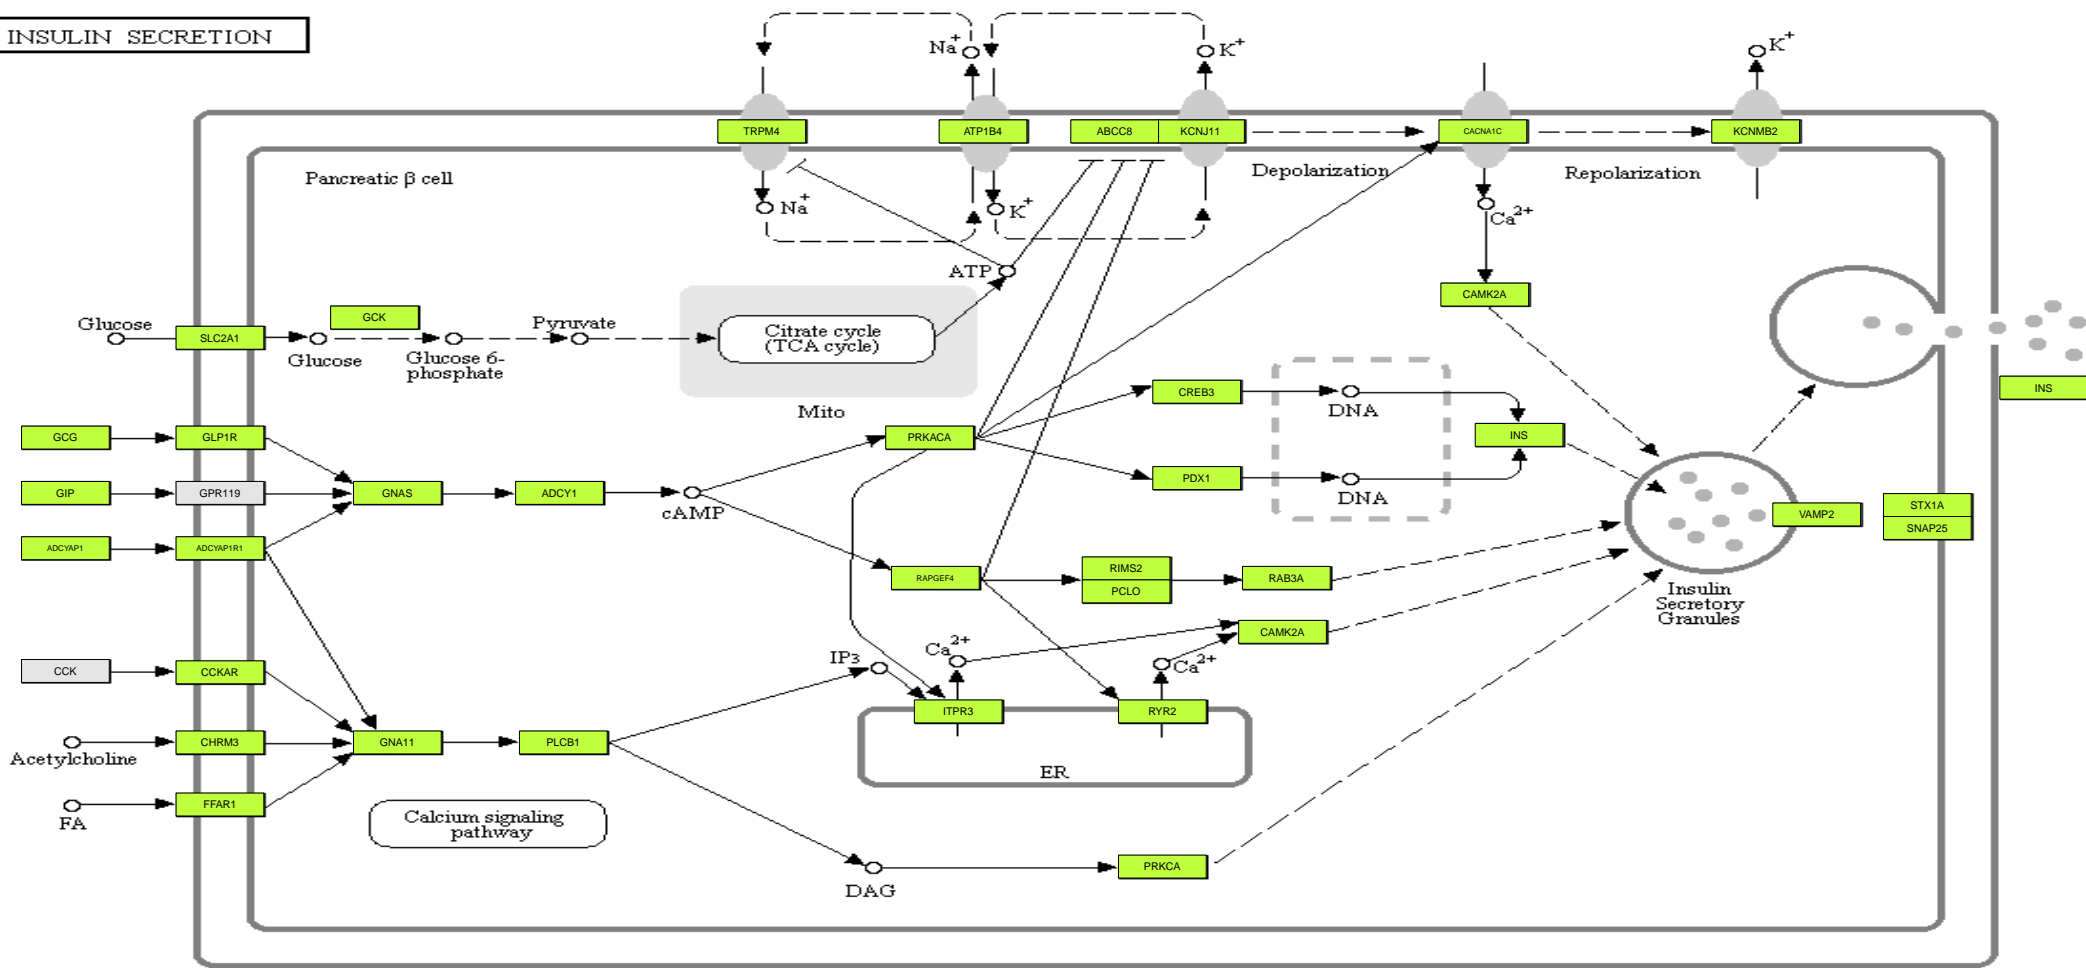 INSULIN SECRETION
Na+
K+
K+
TRPM4
ATP1B4
ABCC8
KCNJ11
CACNA1C
KCNMB2
Pancreatic β cell
Depolarization
Repolarization
Na+
K+
Ca2+
ATP
CAMK2A
GCK
Glucose
SLC2A1
Glucose
Glucose 6-
phosphate
Pyruvate
Citrate cycle
(TCA cycle)
Mito
CREB3
DNA
INS
INS
GCG
GLP1R
PRKACA
PDX1
DNA
GIP
GPR119
GNAS
ADCY1
cAMP
VAMP2
STX1A
SNAP25
ADCYAP1
ADCYAP1R1
RAPGEF4
RIMS2
PCLO
RAB3A
Insulin
Secretory
Granules
CAMK2A
CCK
CCKAR
IP3
Ca2+
Ca2+
ITPR3
RYR2
ER
Acetylcholine
CHRM3
GNA11
PLCB1
FA
FFAR1
Calcium signaling
pathway
DAG
PRKCA